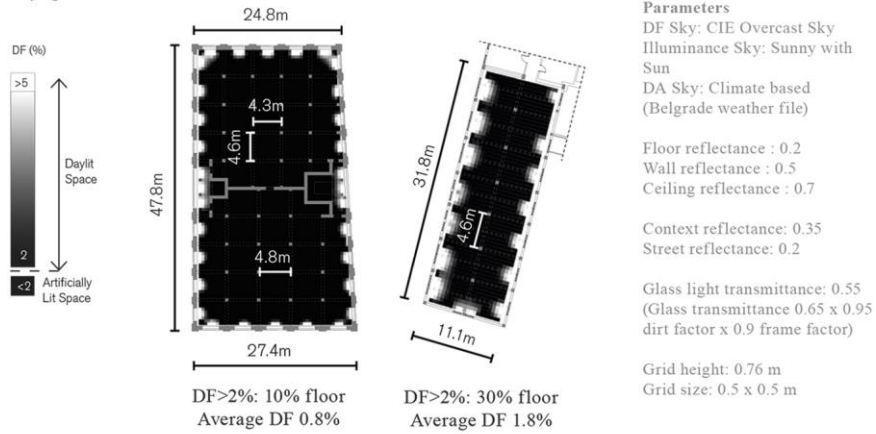 DF (%)
>5
Daylit
Space
2
<2
Artificially
Lit Space
24.8m
4.3m
4.6m
47.8m
4.8m
27.4m
DF>2%: 10% floor
Average DF 0.8%
31.8m
4.6m
11.1m
DF>2%: 30% floor
Average DF 1.8%
Parameters
DF Sky: CIE Overcast Sky
Illuminance Sky: Sunny with
Sun
DA Sky: Climate based
(Belgrade weather file)
Floor reflectance : 0.2
Wall reflectance : 0.5
Ceiling reflectance : 0.7
Context reflectance: 0.35
Street reflectance: 0.2
Glass light transmittance: 0.55
(Glass transmittance 0.65 x 0.95
dirt factor x 0.9 frame factor)
Grid height: 0.76 m
Grid size: 0.5 x 0.5 m